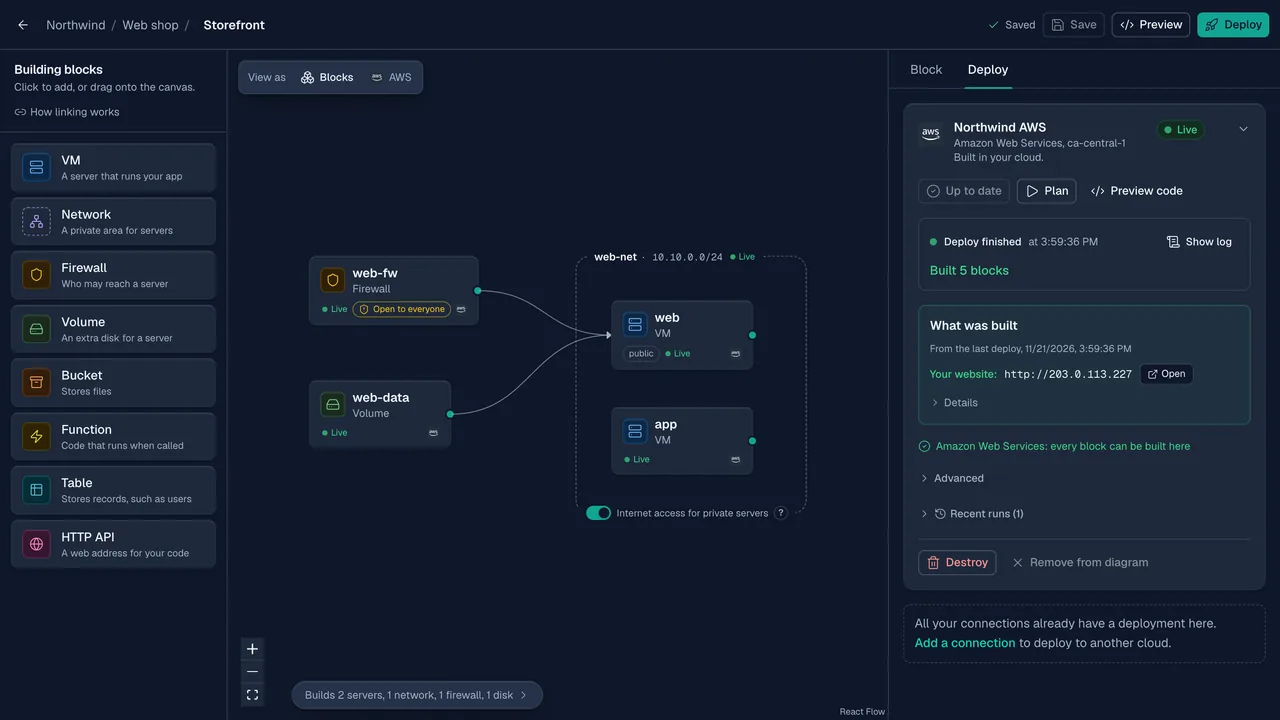 Northwind / Web shop / Storefront
Saved
Save
Preview
Deploy
Building blocks
Click to add, or drag onto the canvas.
How linking works
VM
A server that runs your app
Network
A private area for servers
Firewall
Who may reach a server
Volume
An extra disk for a server
Bucket
Stores files
Function
Code that runs when called
Table
Stores records, such as users
HTTP API
A web address for your code
View as Blocks AWS
web-fw
Firewall
Live Open to everyone
web-data
Volume
Live
web-net · 10.10.0.0/24 Live
web
VM
public Live
app
VM
Live
Internet access for private servers ?
Builds 2 servers, 1 network, 1 firewall, 1 disk
React Flow
Block Deploy
aws
Northwind AWS
Live
Amazon Web Services, ca-central-1
Built in your cloud.
Up to date
Plan
Preview code
Deploy finished at 3:59:36 PM
Show log
Built 5 blocks
What was built
From the last deploy, 11/21/2026, 3:59:36 PM
Your website: http://203.0.113.227 Open
Details
Amazon Web Services: every block can be built here
Advanced
Recent runs (1)
Destroy
Remove from diagram
All your connections already have a deployment here.
Add a connection to deploy to another cloud.